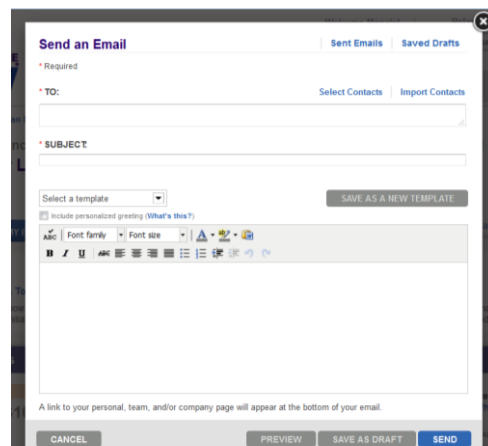 Send an Email
Sent Emails
Saved Drafts
* Required
* TO:
Select Contacts
Import Contacts
* SUBJECT:
Select a template
SAVE AS A NEW TEMPLATE
Include personalized greeting (What's this?)
ABC Font family Font size A
B I U ABC
A link to your personal, team, and/or company page will appear at the bottom of your email.
CANCEL
PREVIEW
SAVE AS DRAFT
SEND